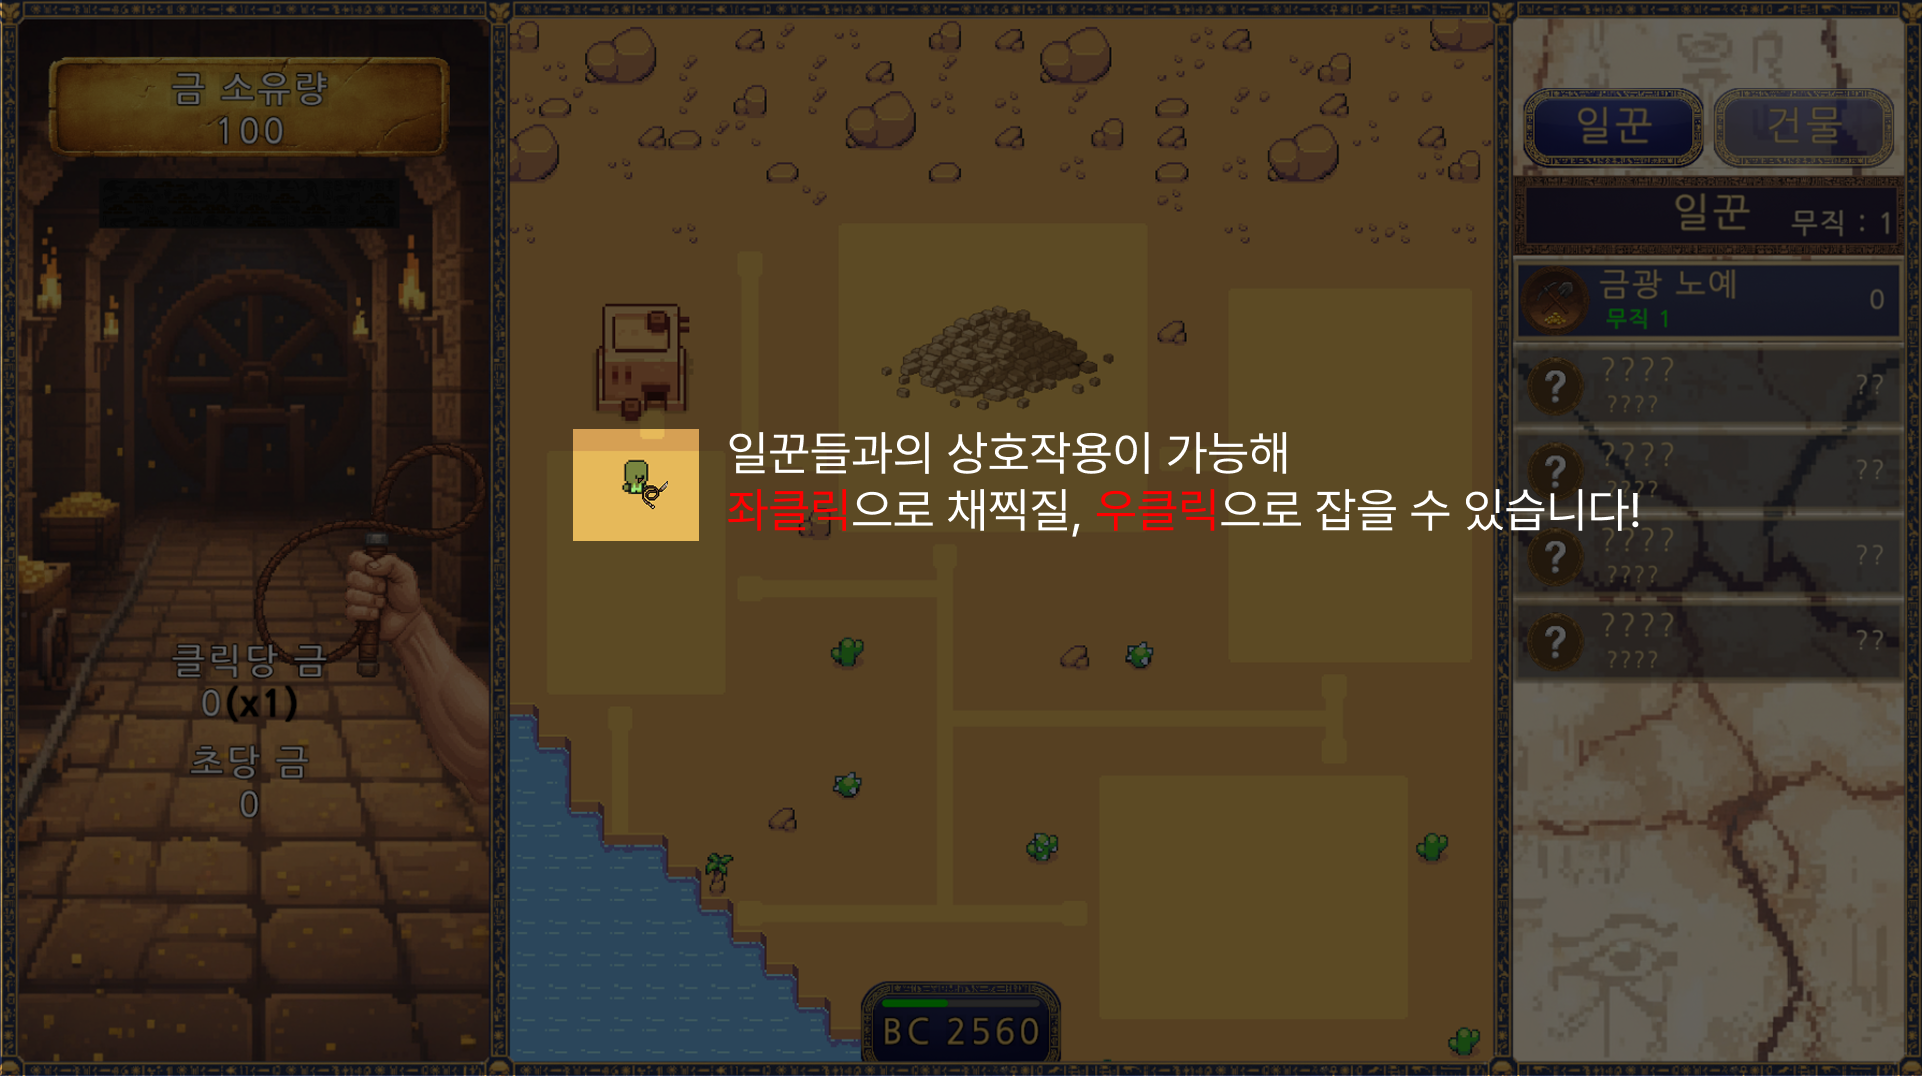 금 소유량
100
일꾼
건물
일꾼
무직 : 1
금광 노예
무직 1
0
????
????
??
????
????
??
????
????
??
????
????
??
일꾼들과의 상호작용이 가능해
좌클릭으로 채찍질, 우클릭으로 잡을 수 있습니다!
클릭당 금
0(x1)
초당 금
0
BC 2560